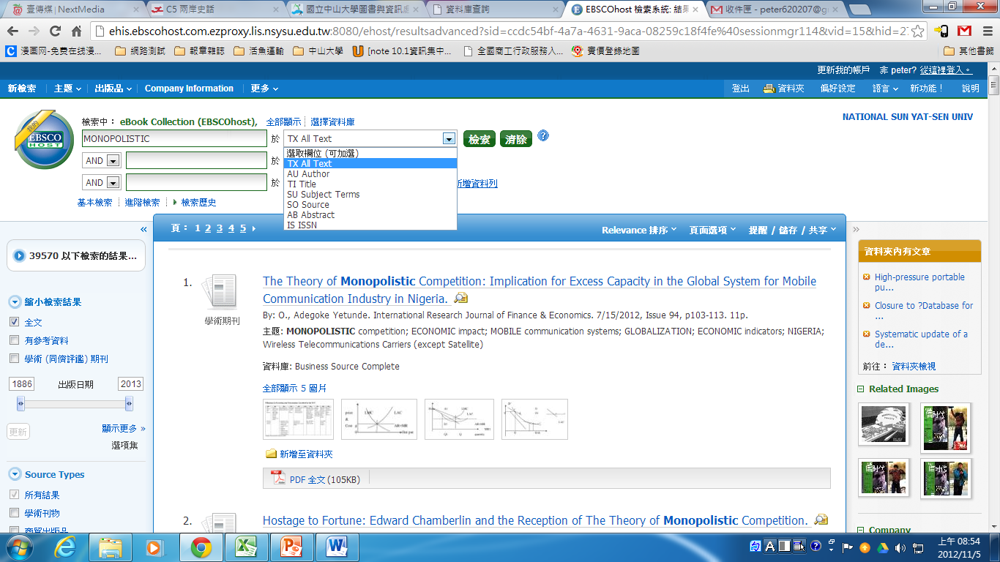 壹傳媒 | NextMedia
C5 兩岸史話
國立中山大學圖書與資訊處
資料庫查詢
EBSCOhost 檢索系統: 結果
收件匣 - peter620207@gm
ehis.ebscohost.com.ezproxy.lis.nsysu.edu.tw:8080/ehost/resultsadvanced?sid=ccdc54bf-4a7a-4631-9aca-08259c18f4fe%40sessionmgr114&vid=15&hid=2
漫画网-免费在线漫...
網路測試
報章雜誌
活魚運輸
中山大學
[note 10.1資訊集中...
全國商工行政服務入...
實價登錄地圖
其他書籤
更新我的帳戶 非 peter? 從這裡登入。
新檢索 主題 出版品 Company Information 更多 登出 資料夾 偏好設定 語言 新功能！ 說明
我的
EBSCO
HOST
檢索中： eBook Collection (EBSCOhost), 全部顯示 選擇資料庫
NATIONAL SUN YAT-SEN UNIV
MONOPOLISTIC 於 TX All Text 檢索 清除 ?
選取欄位 (可加選)
AND 於 TX All Text
AU Author
AND 於 TI Title 新增資料列
SU Subject Terms
SO Source
AB Abstract
IS ISSN
基本檢索 進階檢索 檢索歷史
«
39570 以下檢索的結果...
縮小檢索結果
全文
有參考資料
學術 (同儕評鑑) 期刊
1886 出版日期 2013
更新 顯示更多 »
選項集
Source Types
所有結果
學術刊物
商貿出版品
頁： 1 2 3 4 5
Relevance 排序 頁面選項 提醒 / 儲存 / 共享
1.
學術期刊
The Theory of Monopolistic Competition: Implication for Excess Capacity in the Global System for Mobile
Communication Industry in Nigeria.
By: O., Adegoke Yetunde. International Research Journal of Finance & Economics. 7/15/2012, Issue 94, p103-113. 11p.
主題: MONOPOLISTIC competition; ECONOMIC impact; MOBILE communication systems; GLOBALIZATION; ECONOMIC indicators; NIGERIA;
Wireless Telecommunications Carriers (except Satellite)
資料庫: Business Source Complete
全部顯示 5 圖片
新增至資料夾
PDF 全文 (105KB)
2. Hostage to Fortune: Edward Chamberlin and the Reception of The Theory of Monopolistic Competition.
»
資料夾內有文章
High-pressure portable
pu...
Closure to ?Database for
...
Systematic update of a
de...
前往： 資料夾檢視
Related Images
Company
上午 08:54
2012/11/5